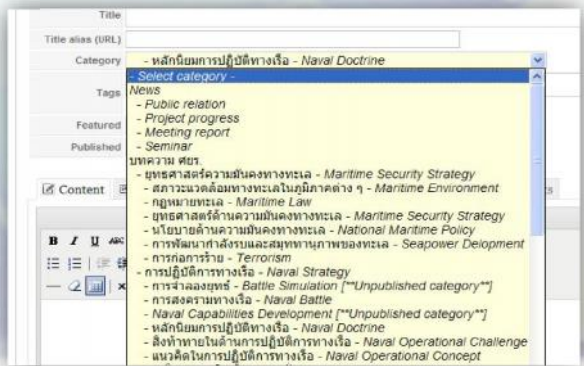 Title
Title alias (URL)
Category
- หลักนิยมการปฏิบัติทางเรือ - Naval Doctrine
- Select category -
Tags
News
- Public relation
Featured
- Project progress
- Meeting report
Published
- Seminar
บทความ ศยร.
- ยุทธศาสตร์ความมั่นคงทางทะเล - Maritime Security Strategy
Content
- สภาวะแวดล้อมทางทะเลในภูมิภาคต่าง ๆ - Maritime Environment
- กฎหมายทะเล - Maritime Law
- ยุทธศาสตร์ด้านความมั่นคงทางทะเล - Maritime Security Strategy
- นโยบายด้านความมั่นคงทางทะเล - National Maritime Policy
B I U ABC
- การพัฒนากำลังรบและสมุททานุภาพของทะเล - Seapower Delopment
- การก่อการร้าย - Terrorism
- การปฏิบัติการทางเรือ - Naval Strategy
- การจำลองยุทธ์ - Battle Simulation [**Unpublished category**]
- การสงครามทางเรือ - Naval Battle
- Naval Capabilities Development [**Unpublished category**]
- หลักนิยมการปฏิบัติทางเรือ - Naval Doctrine
- สิ่งท้าทายในด้านการปฏิบัติการทางเรือ - Naval Operational Challenge
- แนวคิดในการปฏิบัติการทางเรือ - Naval Operational Concept